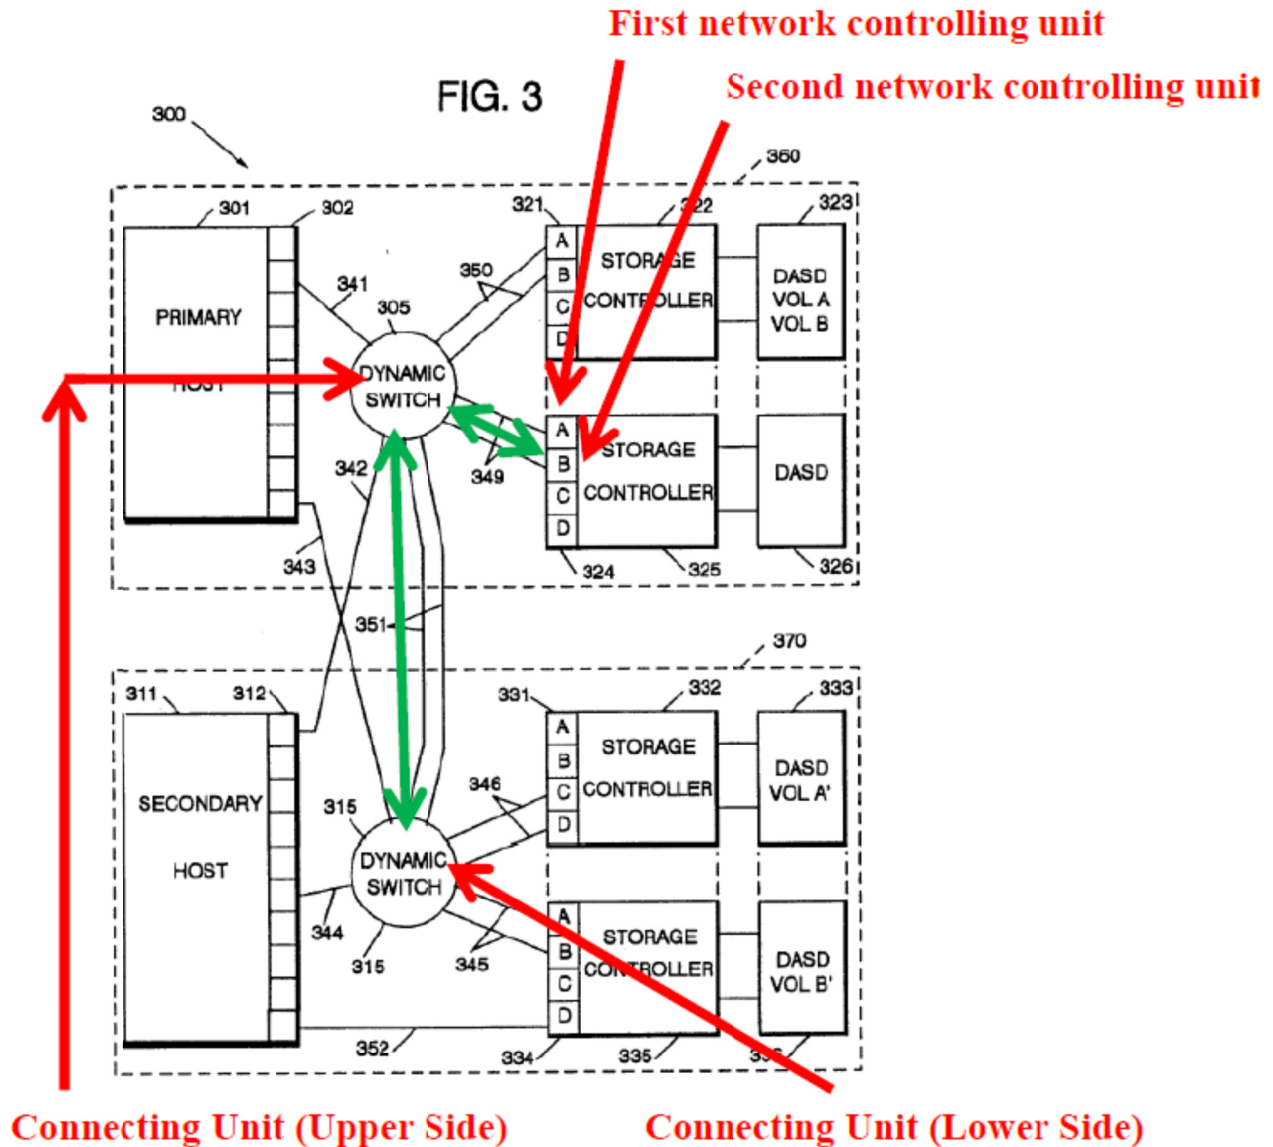 First network controlling unit
FIG. 3
Second network controlling unit
300
360
301
302
321
322
323
PRIMARY
HOST
341
305
350
DYNAMIC
SWITCH
A
B
C
D
STORAGE
CONTROLLER
DASD
VOL A
VOL B
342
349
A
B
C
D
STORAGE
CONTROLLER
DASD
343
324
325
326
351
370
311
312
331
332
333
SECONDARY
HOST
315
346
DYNAMIC
SWITCH
A
B
C
D
STORAGE
CONTROLLER
DASD
VOL A'
344
315
345
A
B
C
D
STORAGE
CONTROLLER
DASD
VOL B'
352
334
335
Connecting Unit (Upper Side)
Connecting Unit (Lower Side)